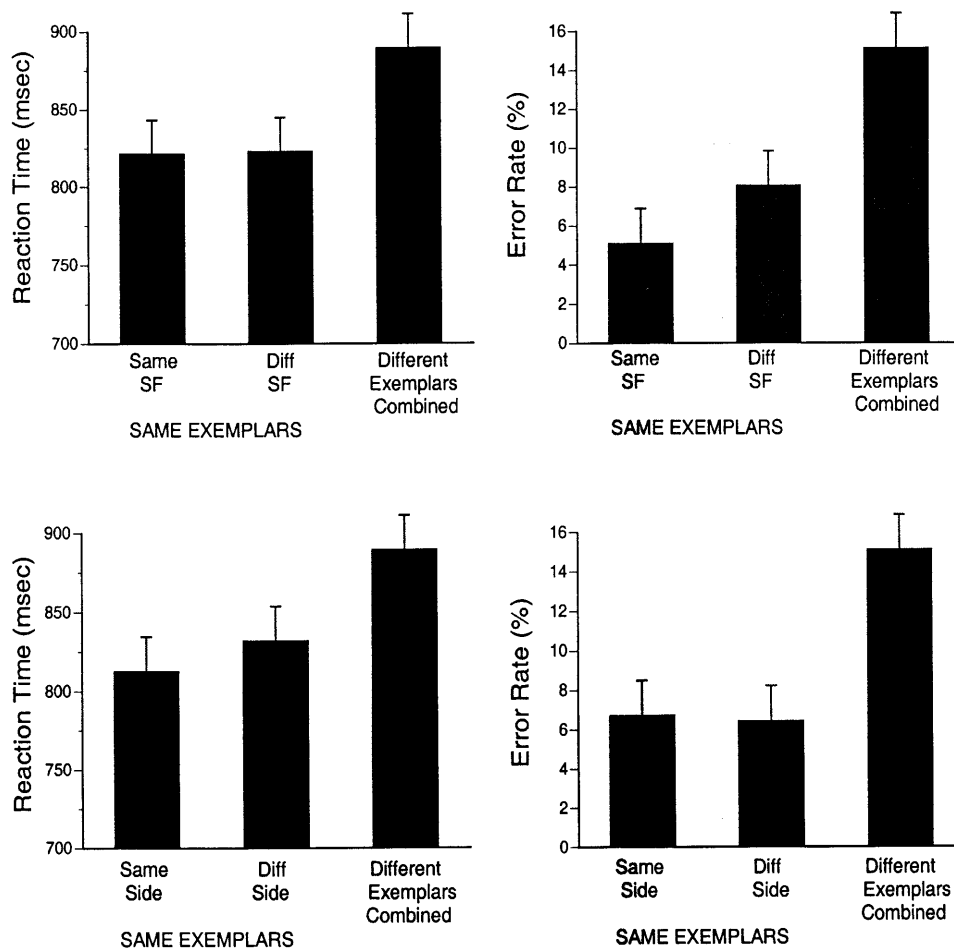 Reaction Time (msec)
900
850
800
750
700
Same Diff Different
SF SF Exemplars
Combined
SAME EXEMPLARS
Error Rate (%)
16
14
12
10
8
6
4
2
0
Same Diff Different
SF SF Exemplars
Combined
SAME EXEMPLARS
Reaction Time (msec)
900
850
800
750
700
Same Diff Different
Side Side Exemplars
Combined
SAME EXEMPLARS
Error Rate (%)
16
14
12
10
8
6
4
2
0
Same Diff Different
Side Side Exemplars
Combined
SAME EXEMPLARS